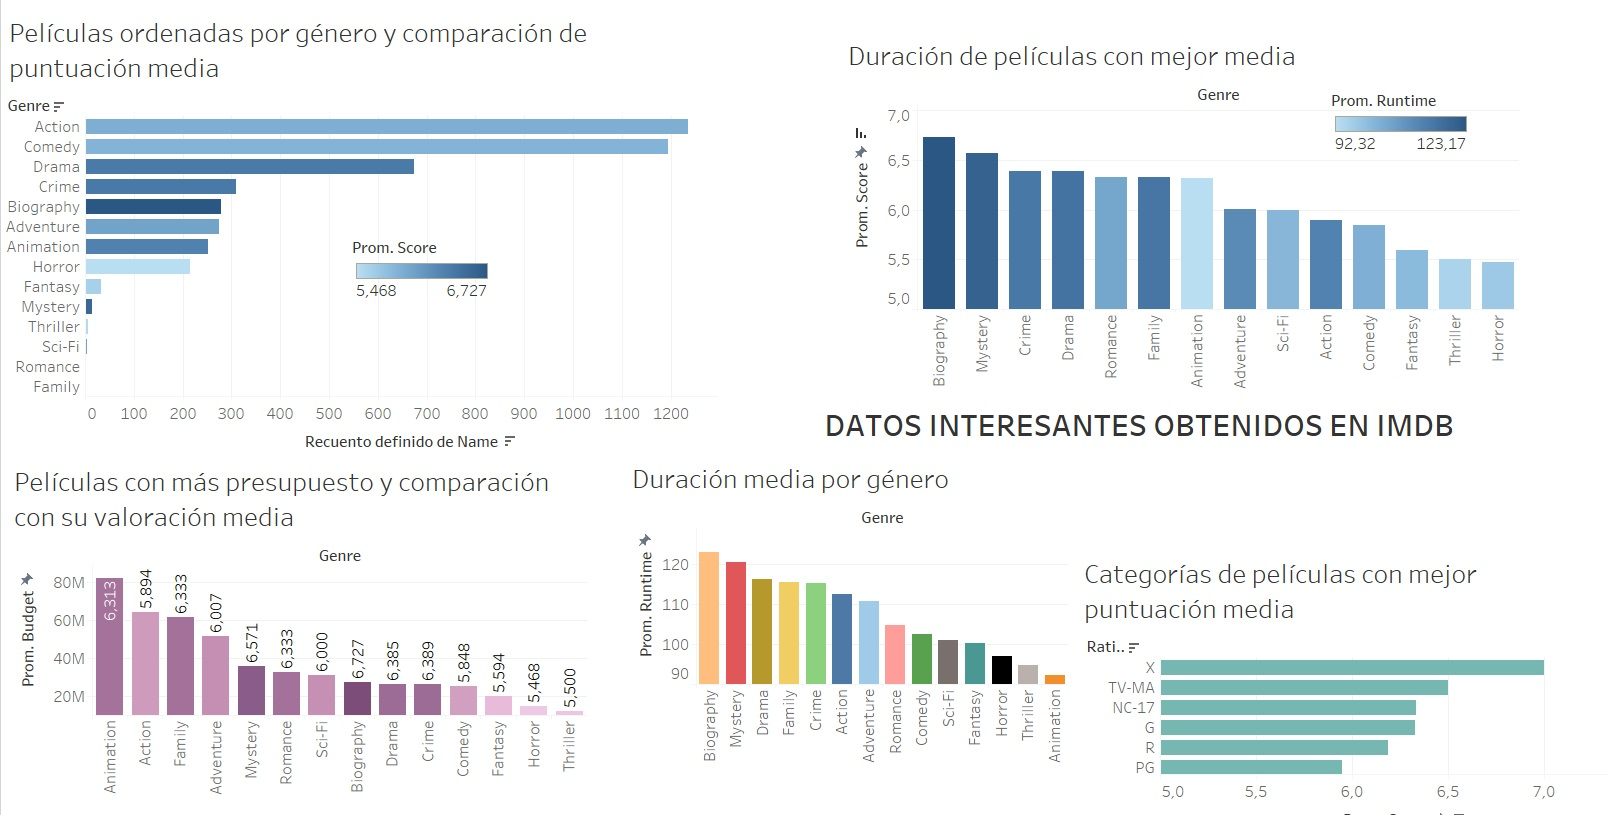 Películas ordenadas por género y comparación de
puntuación media
Genre
Action
Comedy
Drama
Crime
Biography
Adventure
Animation
Horror
Fantasy
Mystery
Thriller
Sci-Fi
Romance
Family
Prom. Score
5,468 6,727
0 100 200 300 400 500 600 700 800 900 1000 1100 1200
Recuento definido de Name
Duración de películas con mejor media
Genre
Prom. Runtime
92,32 123,17
Prom. Score
7,0
6,5
6,0
5,5
5,0
Biography
Mystery
Crime
Drama
Romance
Family
Animation
Adventure
Sci-Fi
Action
Comedy
Fantasy
Thriller
Horror
DATOS INTERESANTES OBTENIDOS EN IMDB
Películas con más presupuesto y comparación
con su valoración media
Genre
Prom. Budget
80M
60M
40M
20M
6,313
5,894
6,333
6,007
6,571
6,333
6,000
6,727
6,385
6,389
5,848
5,594
5,468
5,500
Animation
Action
Family
Adventure
Mystery
Romance
Sci-Fi
Biography
Drama
Crime
Comedy
Fantasy
Horror
Thriller
Duración media por género
Genre
Prom. Runtime
120
110
100
90
Biography
Mystery
Drama
Family
Crime
Action
Adventure
Romance
Comedy
Sci-Fi
Fantasy
Horror
Thriller
Animation
Categorías de películas con mejor
puntuación media
Rati..
X
TV-MA
NC-17
G
R
PG
5,0 5,5 6,0 6,5 7,0